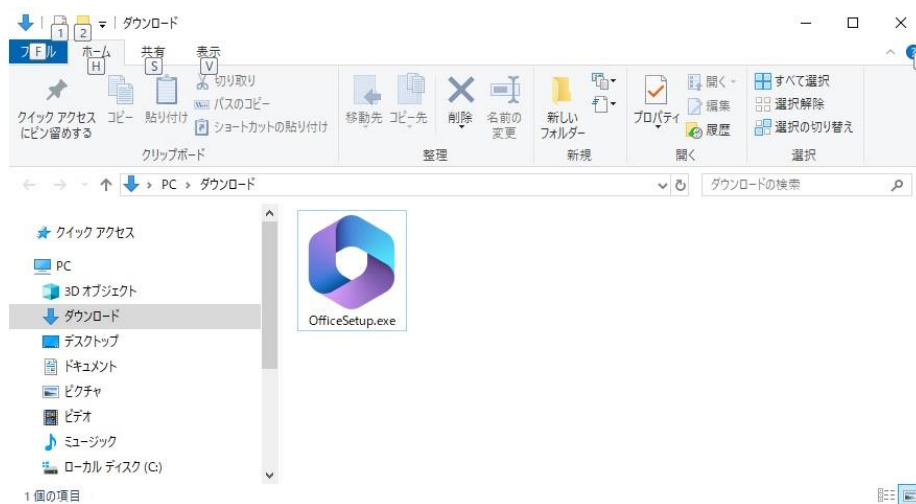 ダウンロード
1
2
ファイル
F
ホーム
H
共有
S
表示
V
クイック アクセス
にピン留めする
コピー
貼り付け
切り取り
パスのコピー
ショートカットの貼り付け
クリップボード
移動先
コピー先
削除
名前の
変更
整理
新しい
フォルダー
新規
プロパティ
開く
編集
履歴
開く
すべて選択
選択解除
選択の切り替え
選択
PC
ダウンロード
ダウンロードの検索
クイック アクセス
PC
3D オブジェクト
ダウンロード
デスクトップ
ドキュメント
ピクチャ
ビデオ
ミュージック
ローカル ディスク (C:)
OfficeSetup.exe
1 個の項目